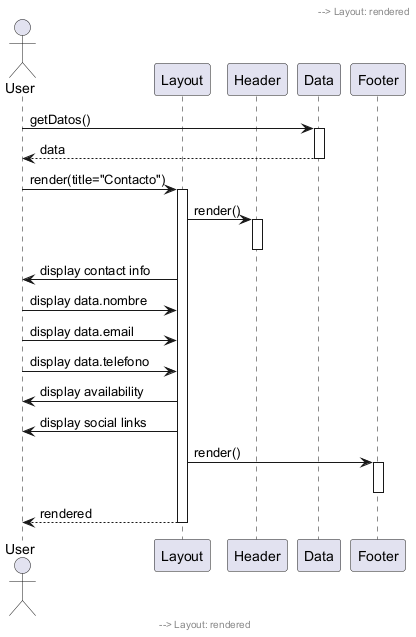 --> Layout: rendered
User
Layout
Header
Data
Footer
getDatos()
data
render(title="Contacto")
render()
display contact info
display data.nombre
display data.email
display data.telefono
display availability
display social links
render()
rendered
User
Layout
Header
Data
Footer
--> Layout: rendered